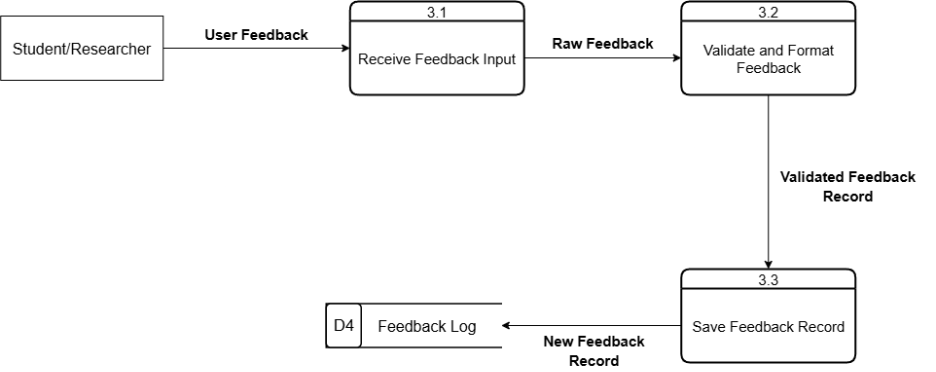 Student/Researcher
User Feedback
3.1
Receive Feedback Input
Raw Feedback
3.2
Validate and Format
Feedback
Validated Feedback
Record
3.3
Save Feedback Record
New Feedback
Record
D4
Feedback Log